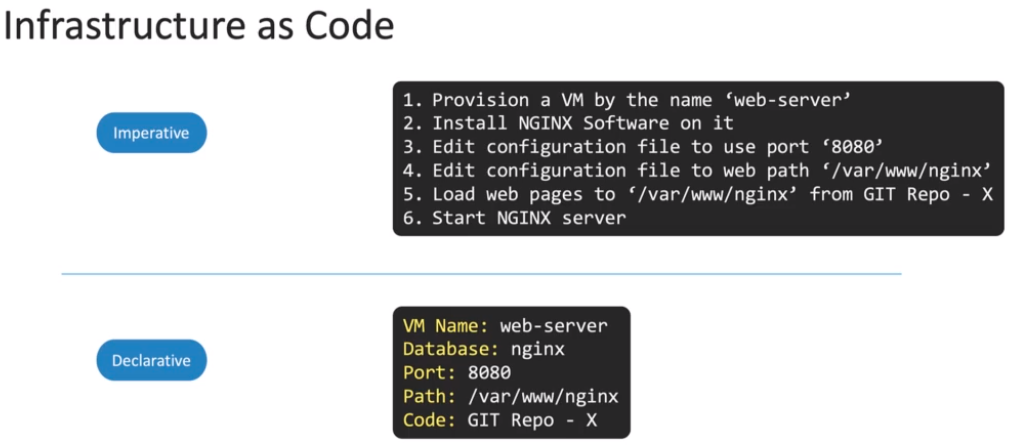 Infrastructure as Code
Imperative
1. Provision a VM by the name ‘web-server’
2. Install NGINX Software on it
3. Edit configuration file to use port ‘8080’
4. Edit configuration file to web path ‘/var/www/nginx’
5. Load web pages to ‘/var/www/nginx’ from GIT Repo - X
6. Start NGINX server
Declarative
VM Name: web-server
Database: nginx
Port: 8080
Path: /var/www/nginx
Code: GIT Repo - X